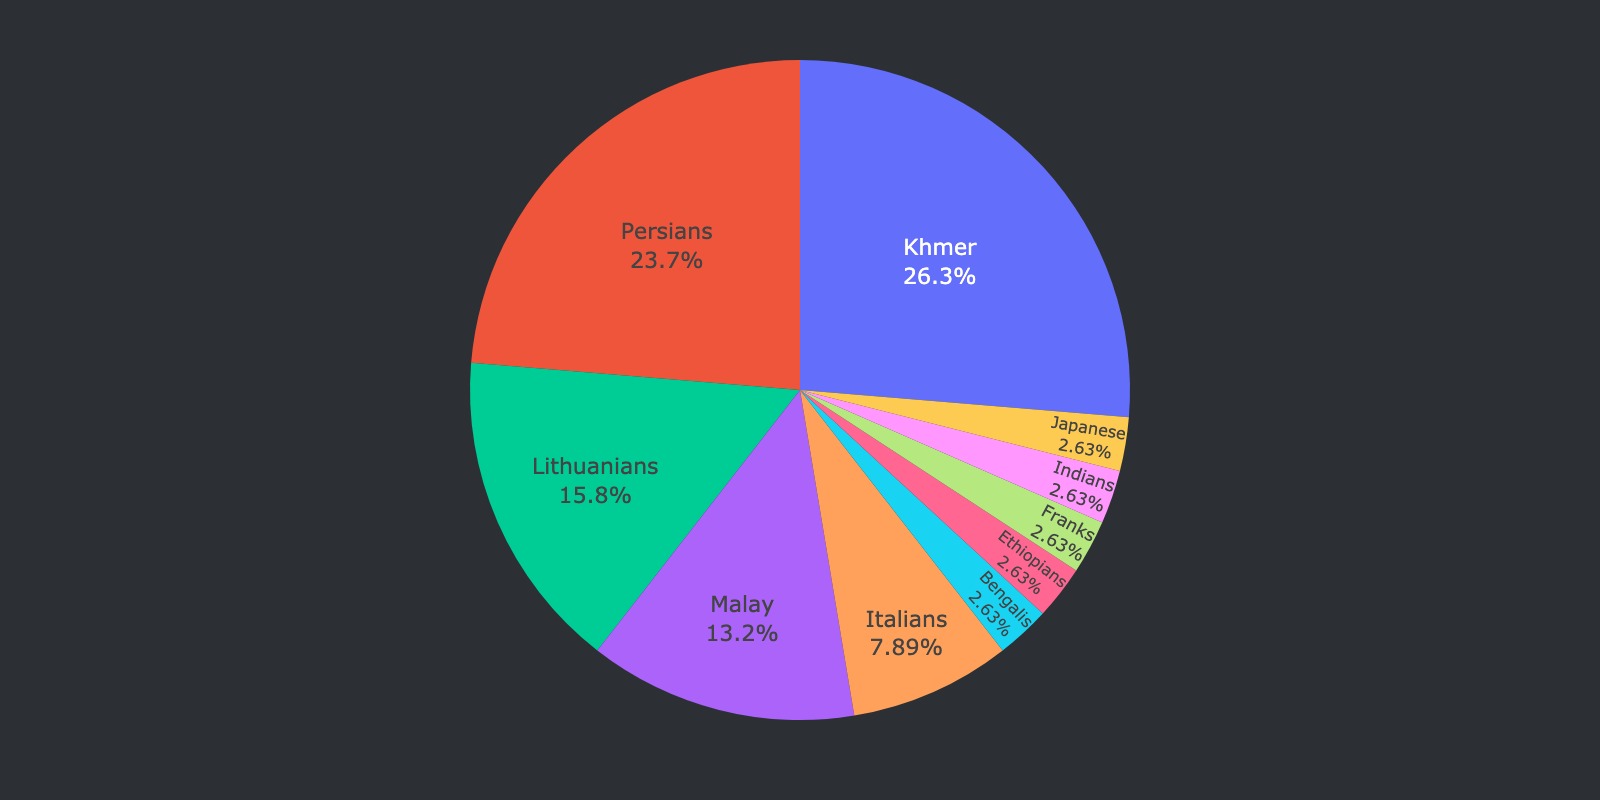 Persians
23.7%
Khmer
26.3%
Japanese
2.63%
Indians
2.63%
Franks
2.63%
Ethiopians
2.63%
Bengalis
2.63%
Lithuanians
15.8%
Malay
13.2%
Italians
7.89%